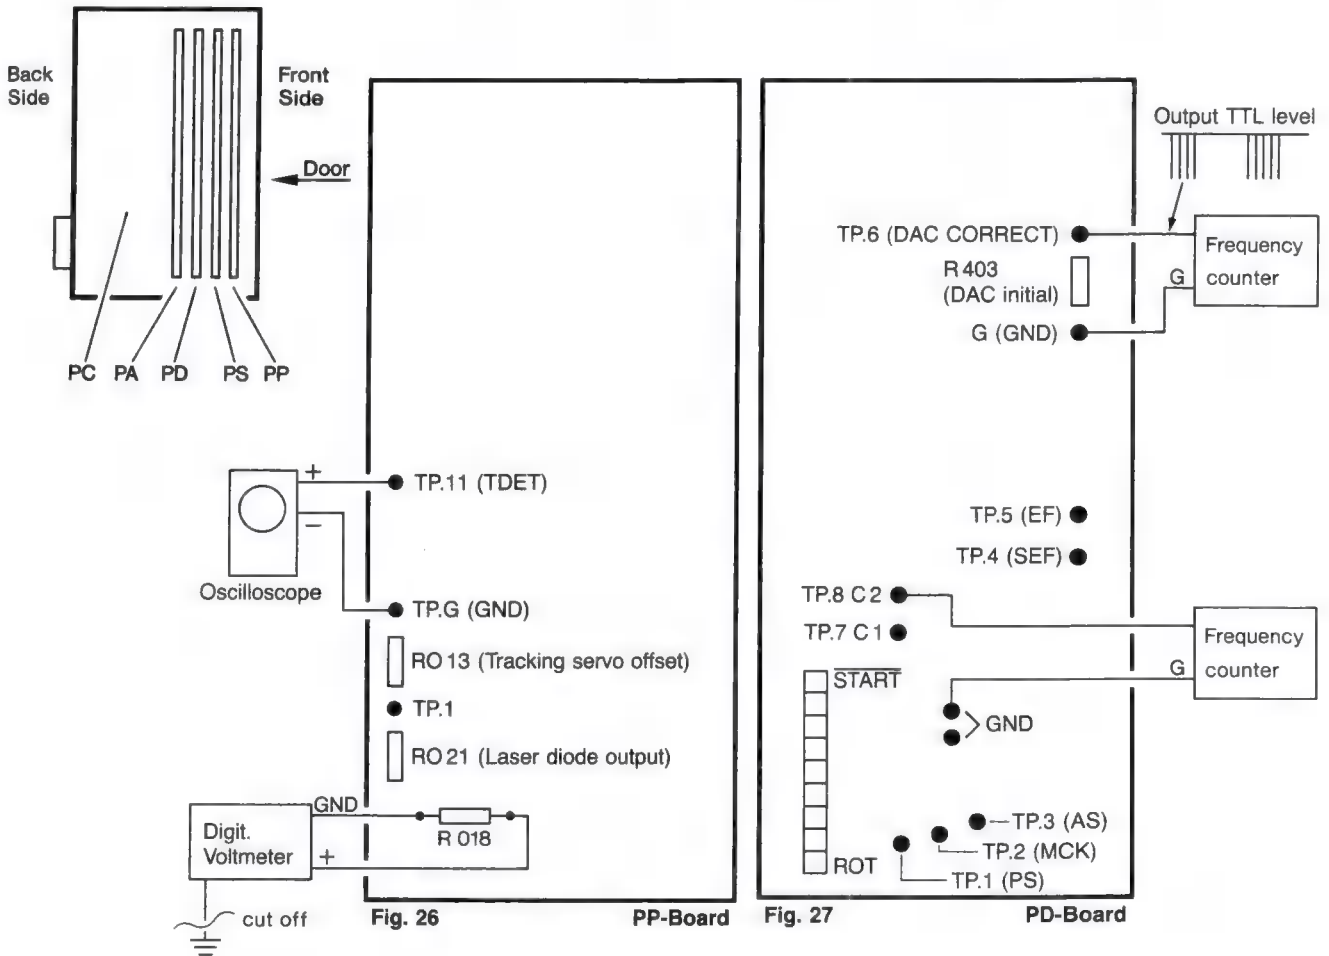 Back
Side
Front
Side
Door
PC PA PD PS PP
+
TP.11 (TDET)
−
Oscilloscope
TP.G (GND)
RO 13 (Tracking servo offset)
TP.1
RO 21 (Laser diode output)
GND
Digit.
Voltmeter
+
R 018
cut off
Fig. 26
PP-Board
Output TTL level
TP.6 (DAC CORRECT)
R 403
(DAC initial)
G
Frequency
counter
G (GND)
TP.5 (EF)
TP.4 (SEF)
TP.8 C 2
TP.7 C 1
START
Frequency
counter
G
GND
TP.3 (AS)
TP.2 (MCK)
ROT
TP.1 (PS)
Fig. 27
PD-Board